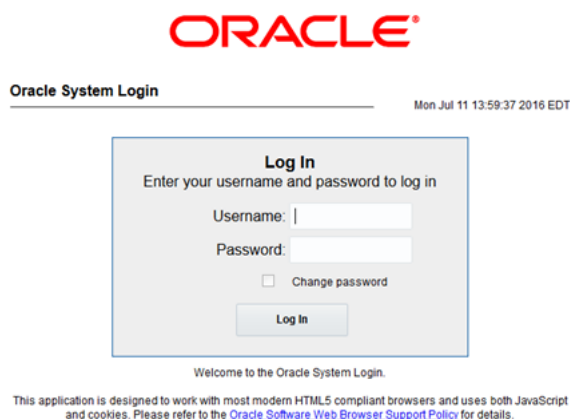 ORACLE®
Oracle System Login
Mon Jul 11 13:59:37 2016 EDT
Log In
Enter your username and password to log in
Username:
Password:
Change password
Log In
Welcome to the Oracle System Login.
This application is designed to work with most modern HTML5 compliant browsers and uses both JavaScript
and cookies. Please refer to the Oracle Software Web Browser Support Policy for details.